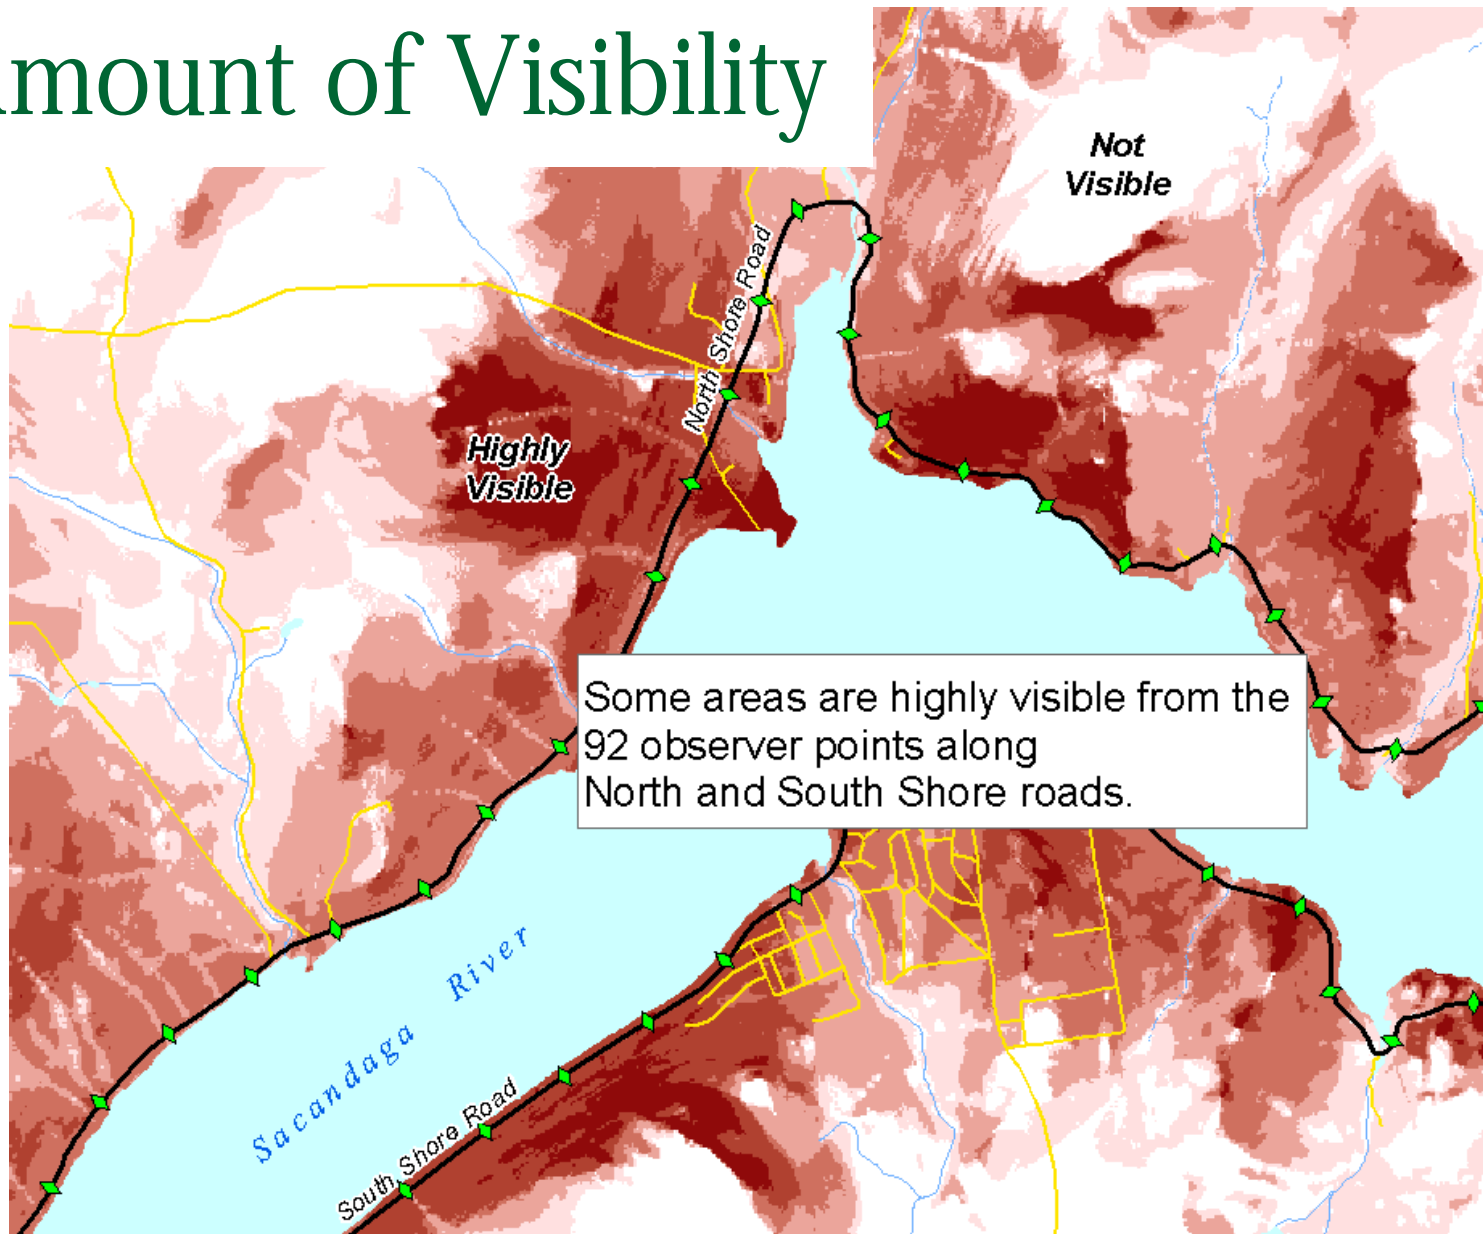 mount of Visibility
Not
Visible
North Shore Road
Highly
Visible
Some areas are highly visible from the
92 observer points along
North and South Shore roads.
Sacandaga River
South Shore Road